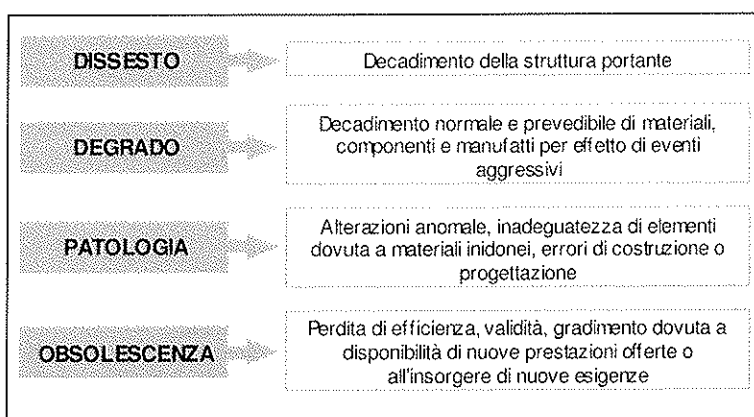 DISSESTO
Decadimento della struttura portante
DEGRADO
Decadimento normale e prevedibile di materiali,
componenti e manufatti per effetto di eventi
aggressivi
PATOLOGIA
Alterazioni anomale, inadeguatezza di elementi
dovuta a materiali inidonei, errori di costruzione o
progettazione
OBSOLESCENZA
Perdita di efficienza, validità, gradimento dovuta a
disponibilità di nuove prestazioni offerte o
all'insorgere di nuove esigenze